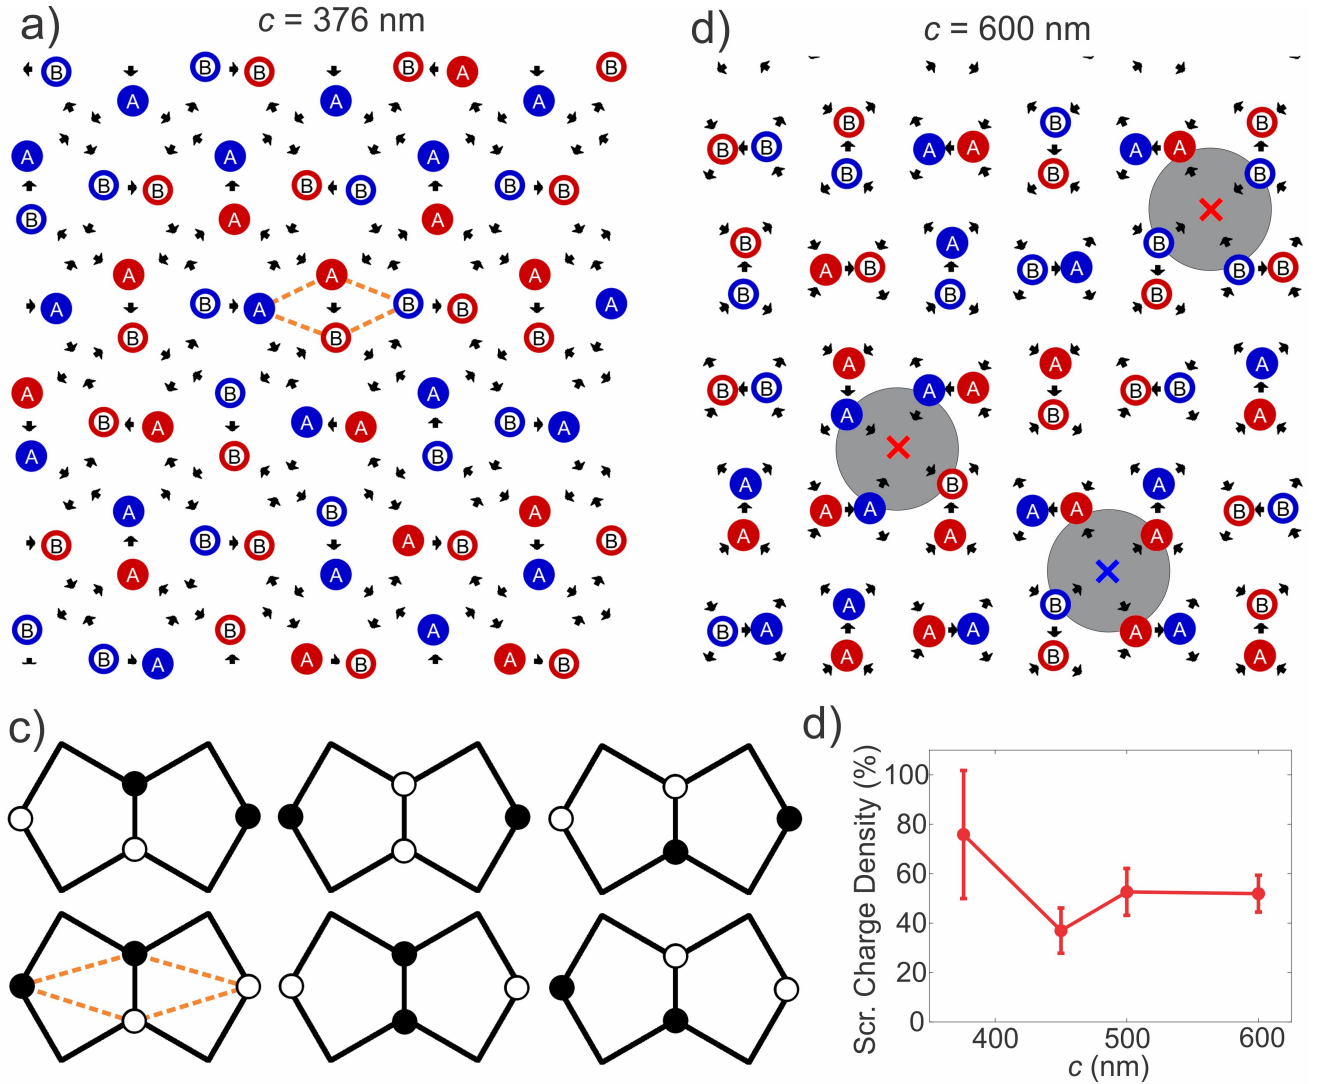 a)
c = 376 nm
B B B B A B
A A A
A A A
B B B B B B
B A A
A A A
A B A B B A
B B B
A B A
B A A A B A
A B B
A B A
B B B A B B
A A A
B B A
B A A B A B
d)
c = 600 nm
B B B
B B A A A A
B B B
B A B
A B B A B B
B B B
A A A
B B A A B B
A B A
A B A
A A A A B B
A A A
A B B
B A A A A A
A B A
c)
d)
Scr. Charge Density (%)
100
80
60
40
20
0
400 500 600
c (nm)